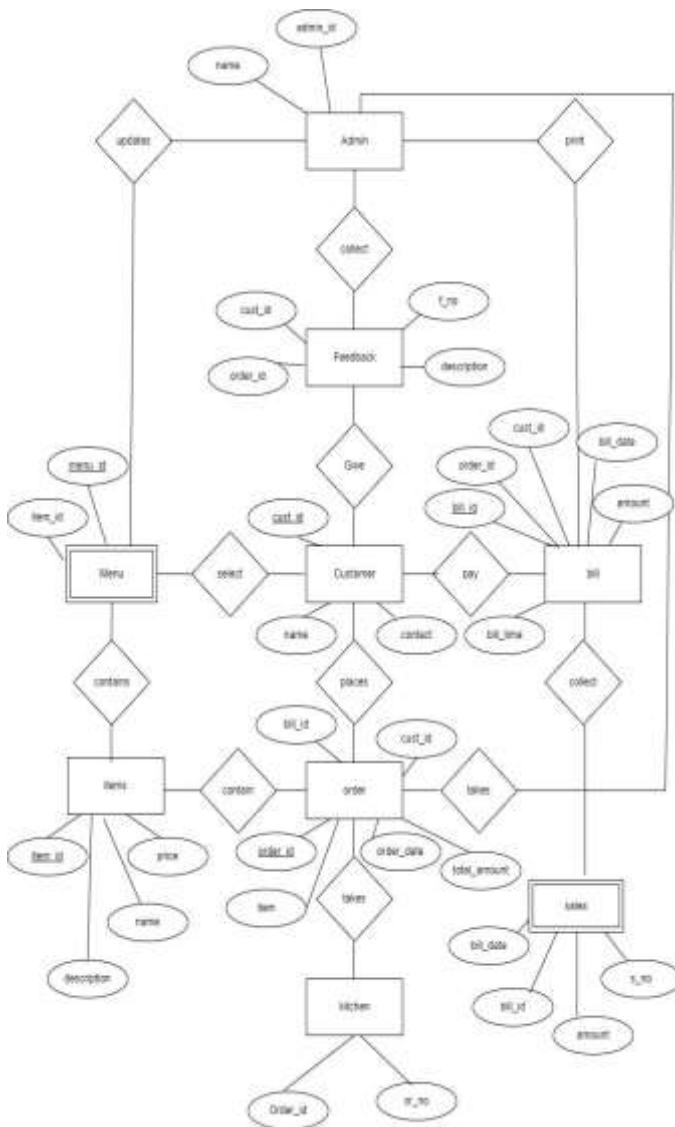 admin_id
name
updates
Admin
print
collect
cust_id
f_no
Feedback
order_id
description
cust_id
bill_date
order_id
menu_id
Give
bill_id
amount
item_id
cust_id
Menu
select
Customer
pay
bill
name
contact
bill_time
contains
places
collect
bill_id
cust_id
items
contain
order
takes
item_id
price
order_id
order_date
total_amount
item
takes
sales
name
bill_date
description
s_no
bill_id
kitchen
amount
Order_id
or_no